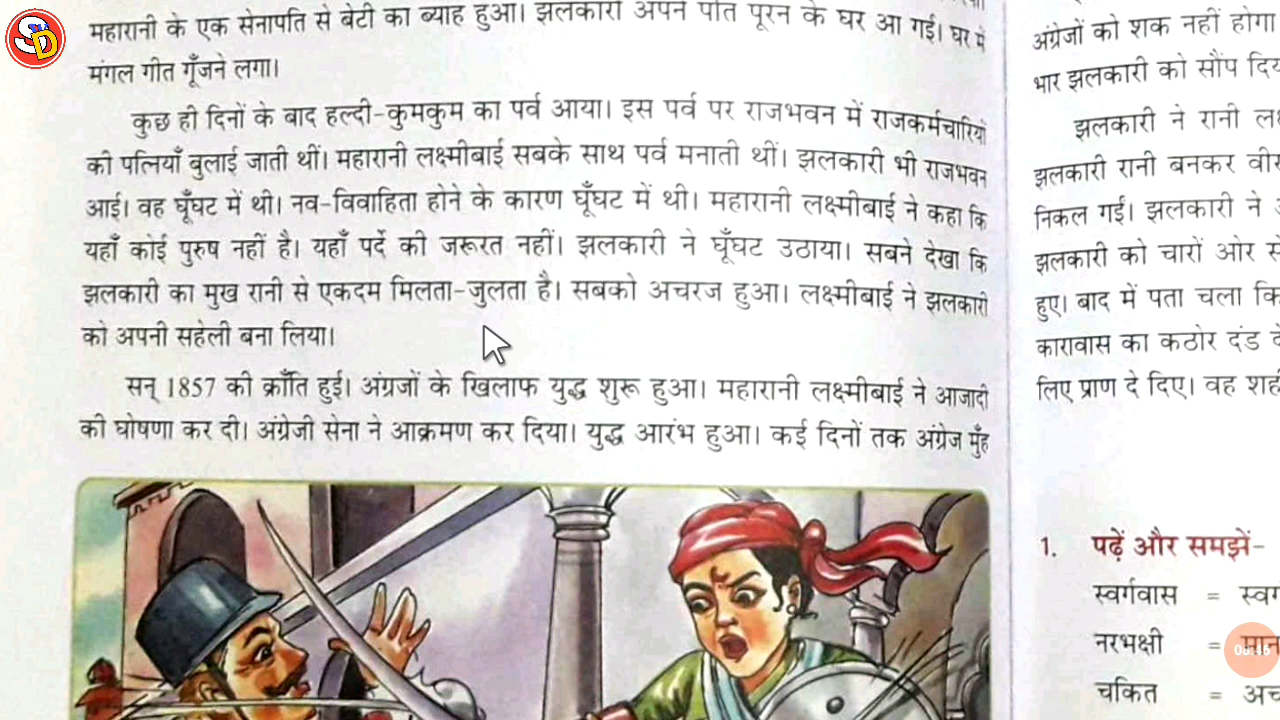 महारानी के एक सेनापति से बेटी का ब्याह हुआ। झलकारी अपने पति पूरन के घर आ गई। घर में
मंगल गीत गूँजने लगा।
कुछ ही दिनों के बाद हल्दी-कुमकुम का पर्व आया। इस पर्व पर राजभवन में राजकर्मचारियों
की पत्नियाँ बुलाई जाती थीं। महारानी लक्ष्मीबाई सबके साथ पर्व मनाती थीं। झलकारी भी राजभवन
आई। वह घूँघट में थी। नव-विवाहिता होने के कारण घूँघट में थी। महारानी लक्ष्मीबाई ने कहा कि
यहाँ कोई पुरुष नहीं है। यहाँ पर्दे की जरूरत नहीं। झलकारी ने घूँघट उठाया। सबने देखा कि
झलकारी का मुख रानी से एकदम मिलता-जुलता है। सबको अचरज हुआ। लक्ष्मीबाई ने झलकारी
को अपनी सहेली बना लिया।
सन् 1857 की क्राँति हुई। अंग्रजों के खिलाफ युद्ध शुरू हुआ। महारानी लक्ष्मीबाई ने आजादी
की घोषणा कर दी। अंग्रेजी सेना ने आक्रमण कर दिया। युद्ध आरंभ हुआ। कई दिनों तक अंग्रेज मुँह
अंग्रेजों को शक नहीं होगा
भार झलकारी को सौंप
झलकारी ने रानी
झलकारी रानी बनकर
निकल गई। झलकारी ने
झलकारी को चारों ओर
हुए। बाद में पता चला
कारावास का कठोर दंड
लिए प्राण दे दिए। वह
1. पढ़ें और समझें-
स्वर्गवास =
नरभक्षी =
चकित =
SD